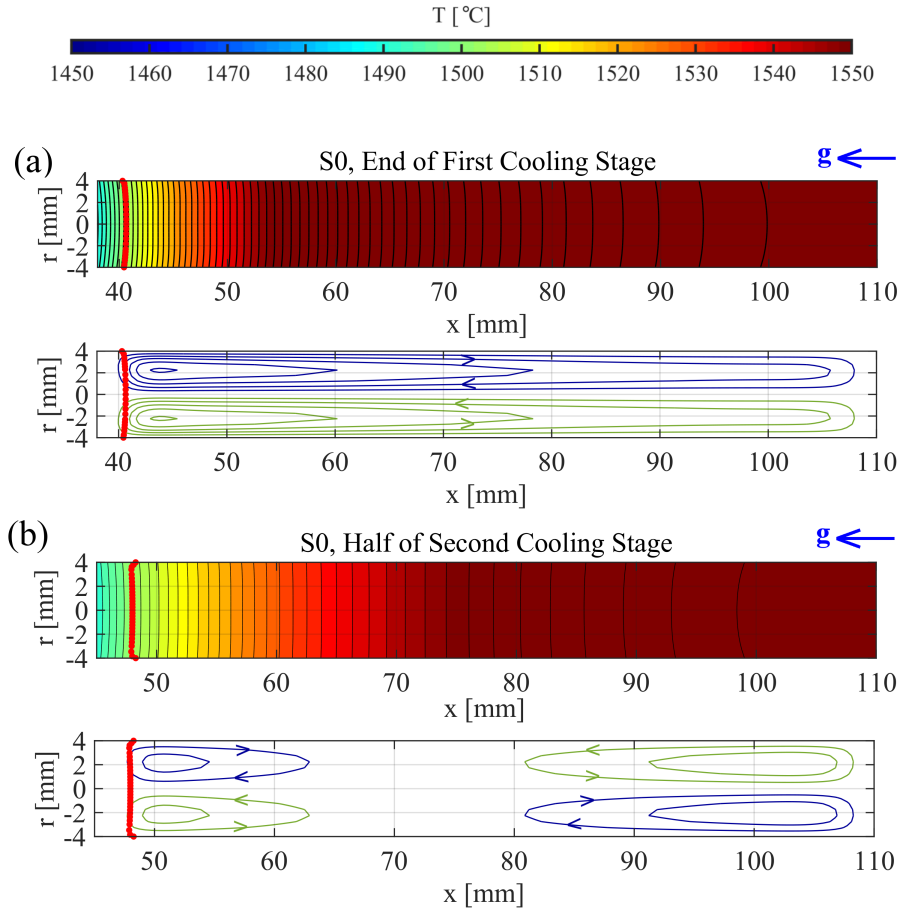 T [°C]
1450 1460 1470 1480 1490 1500 1510 1520 1530 1540 1550
(a)
S0, End of First Cooling Stage
g
r [mm]
4
2
0
-2
-4
40 50 60 70 80 90 100 110
x [mm]
r [mm]
4
2
0
-2
-4
40 50 60 70 80 90 100 110
x [mm]
(b)
S0, Half of Second Cooling Stage
g
r [mm]
4
2
0
-2
-4
50 60 70 80 90 100 110
x [mm]
r [mm]
4
2
0
-2
-4
50 60 70 80 90 100 110
x [mm]